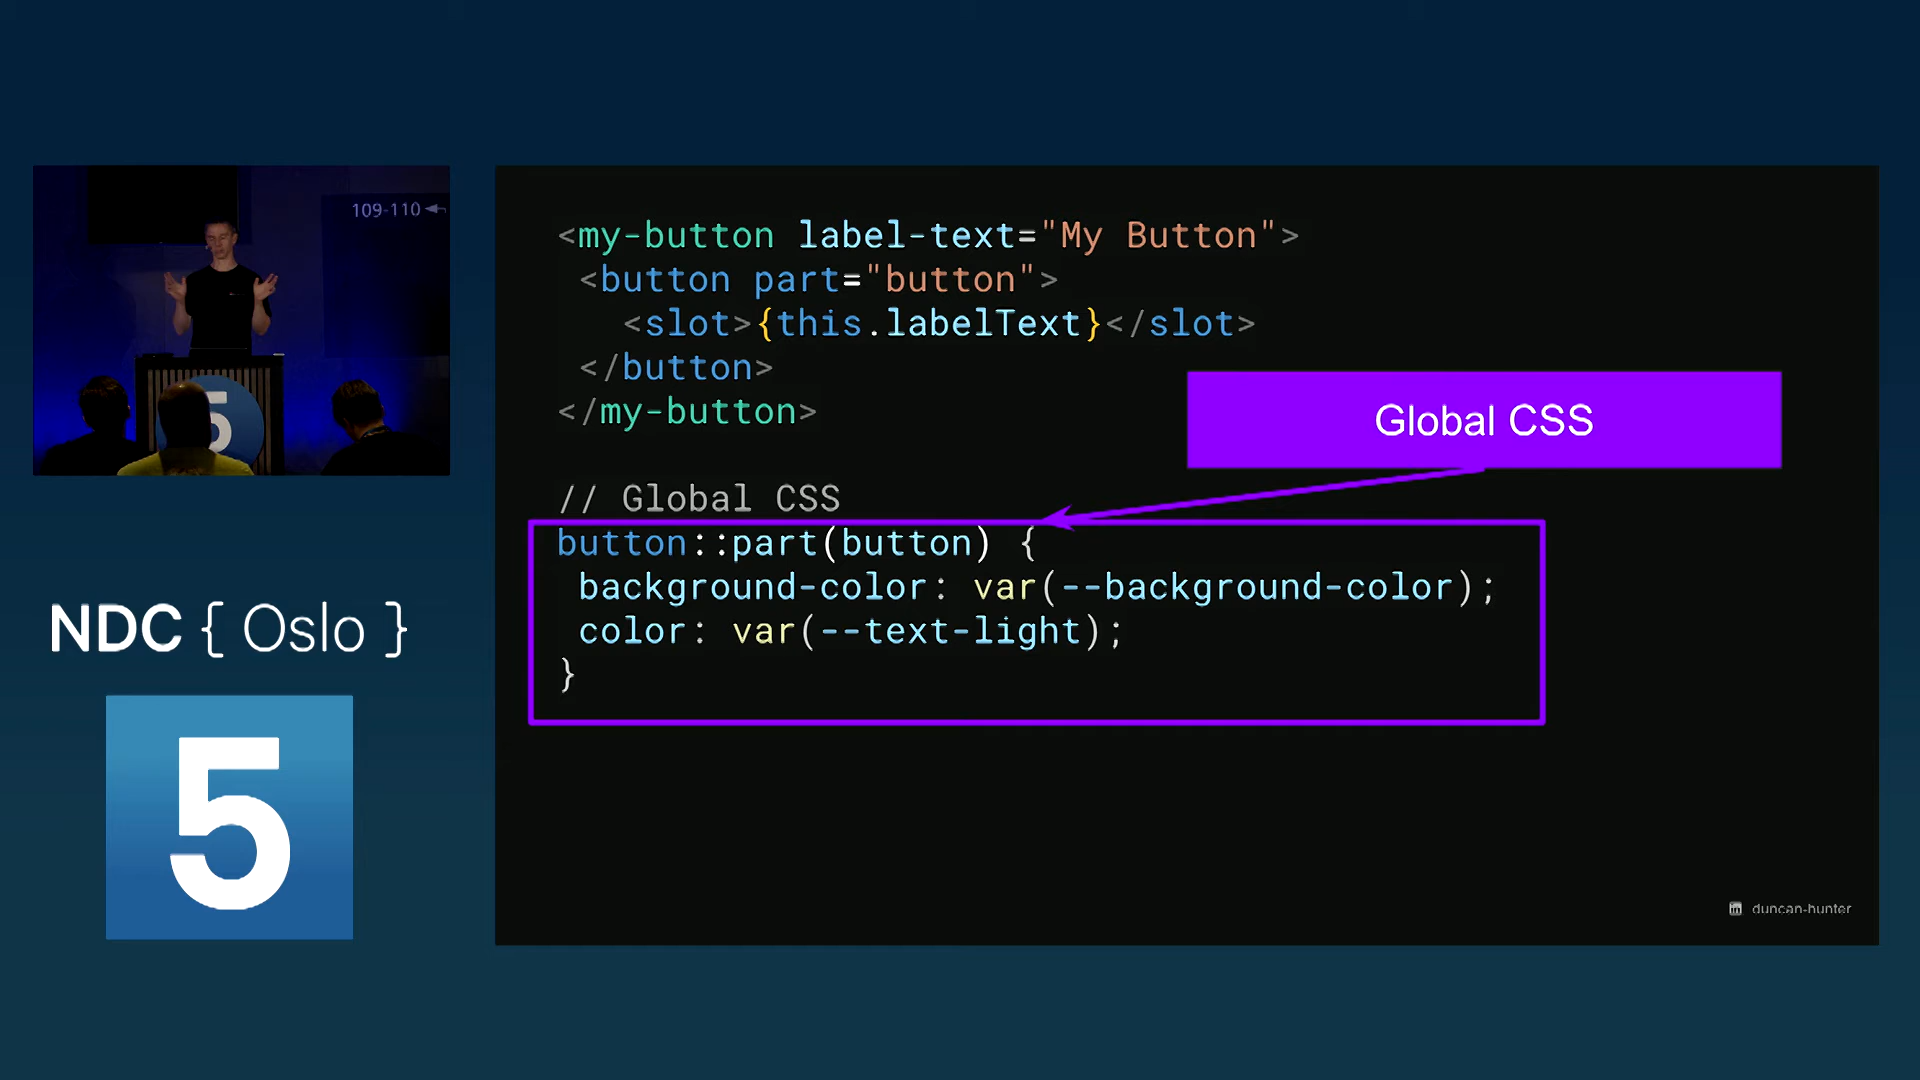 109-110
<my-button label-text="My Button">
<button part="button">
<slot>{this.labelText}</slot>
</button>
</my-button>
Global CSS
// Global CSS
button::part(button) {
background-color: var(--background-color);
color: var(--text-light);
}
NDC { Oslo }
5
5
duncan-hunter